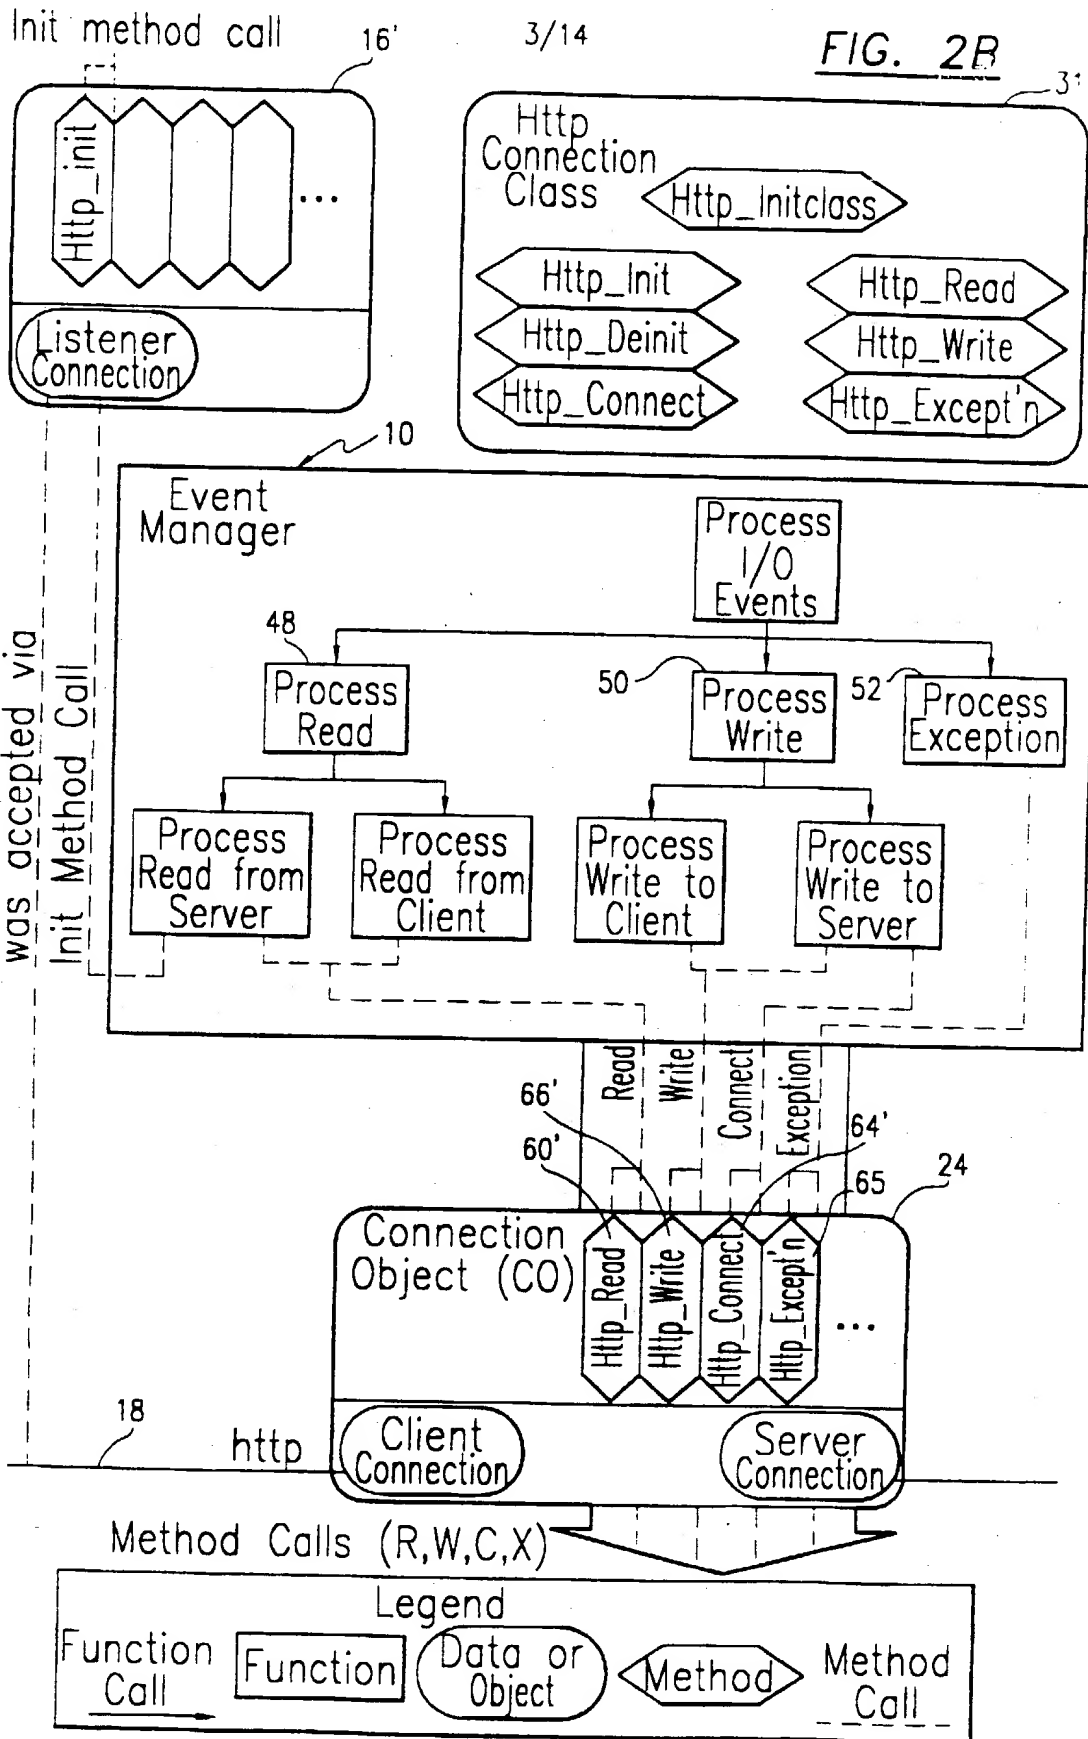 Init method call
16'
3/14
FIG. 2B
Http_init
...
Listener
Connection
Http
Connection
Class
Http_Initclass
Http_Init
Http_Deinit
Http_Connect
Http_Read
Http_Write
Http_Except'n
10
Event
Manager
Process
I/O
Events
48
Process
Read
50
Process
Write
52
Process
Exception
Process
Read from
Server
Process
Read from
Client
Process
Write to
Client
Process
Write to
Server
was accepted via
Init Method Call
Read
Write
Connect
Exception
66'
60'
64'
65
24
Connection
Object (CO)
Http_Read
Http_Write
Http_Connect
Http_Except'n
...
18
http
Client
Connection
Server
Connection
Method Calls (R,W,C,X)
Legend
Function
Call
Function
Data or
Object
Method
Method
Call